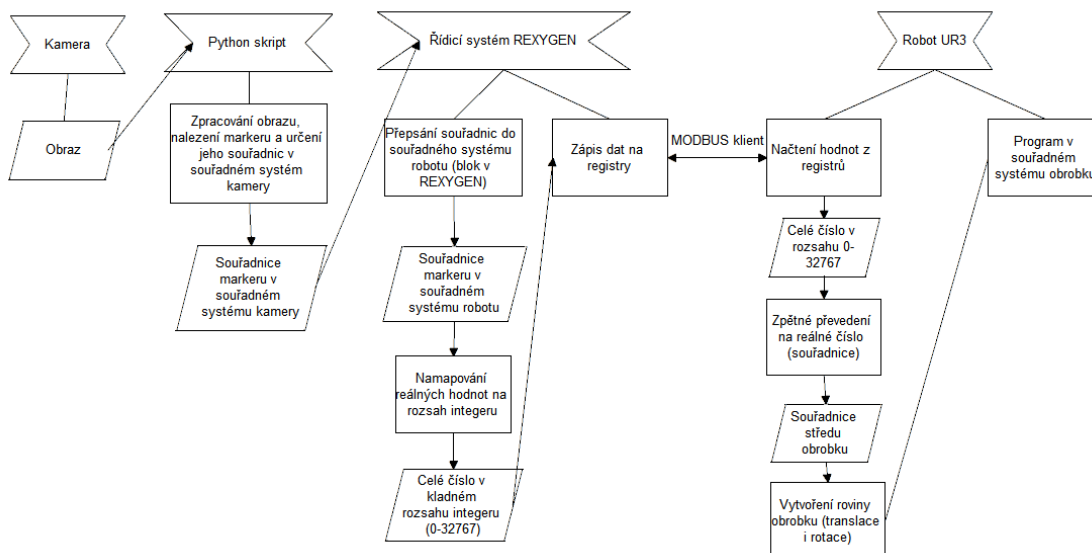 Kamera
Obraz
Python skript
Zpracování obrazu,
nalezení markeru a určení
jeho souřadnic v
souřadném systém
kamery
Souřadnice
markeru v
souřadném
systému kamery
Řídicí systém REXYGEN
Přepsání souřadnic do
souřadného systému
robotu (blok v
REXYGEN)
Souřadnice
markeru v
souřadném
systému robotu
Namapování
reálných hodnot na
rozsah integeru
Celé číslo v
kladném
rozsahu integeru
(0-32767)
Zápis dat na
registry
MODBUS klient
Robot UR3
Načtení hodnot z
registrů
Celé číslo v
rozsahu 0-
32767
Zpětné převedení
na reálné číslo
(souřadnice)
Souřadnice
středu
obrobku
Vytvoření roviny
obrobku (translace
i rotace)
Program v
souřadném
systému obrobku